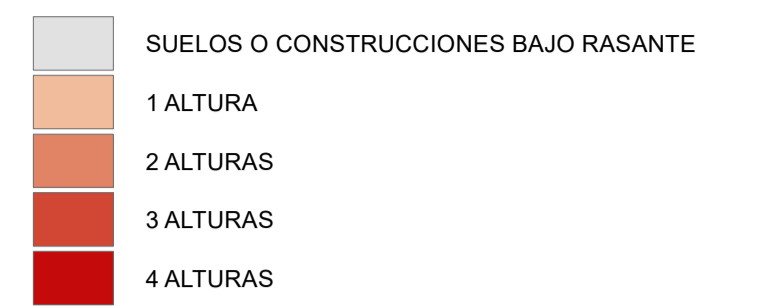 SUELOS O CONSTRUCCIONES BAJO RASANTE
1 ALTURA
2 ALTURAS
3 ALTURAS
4 ALTURAS